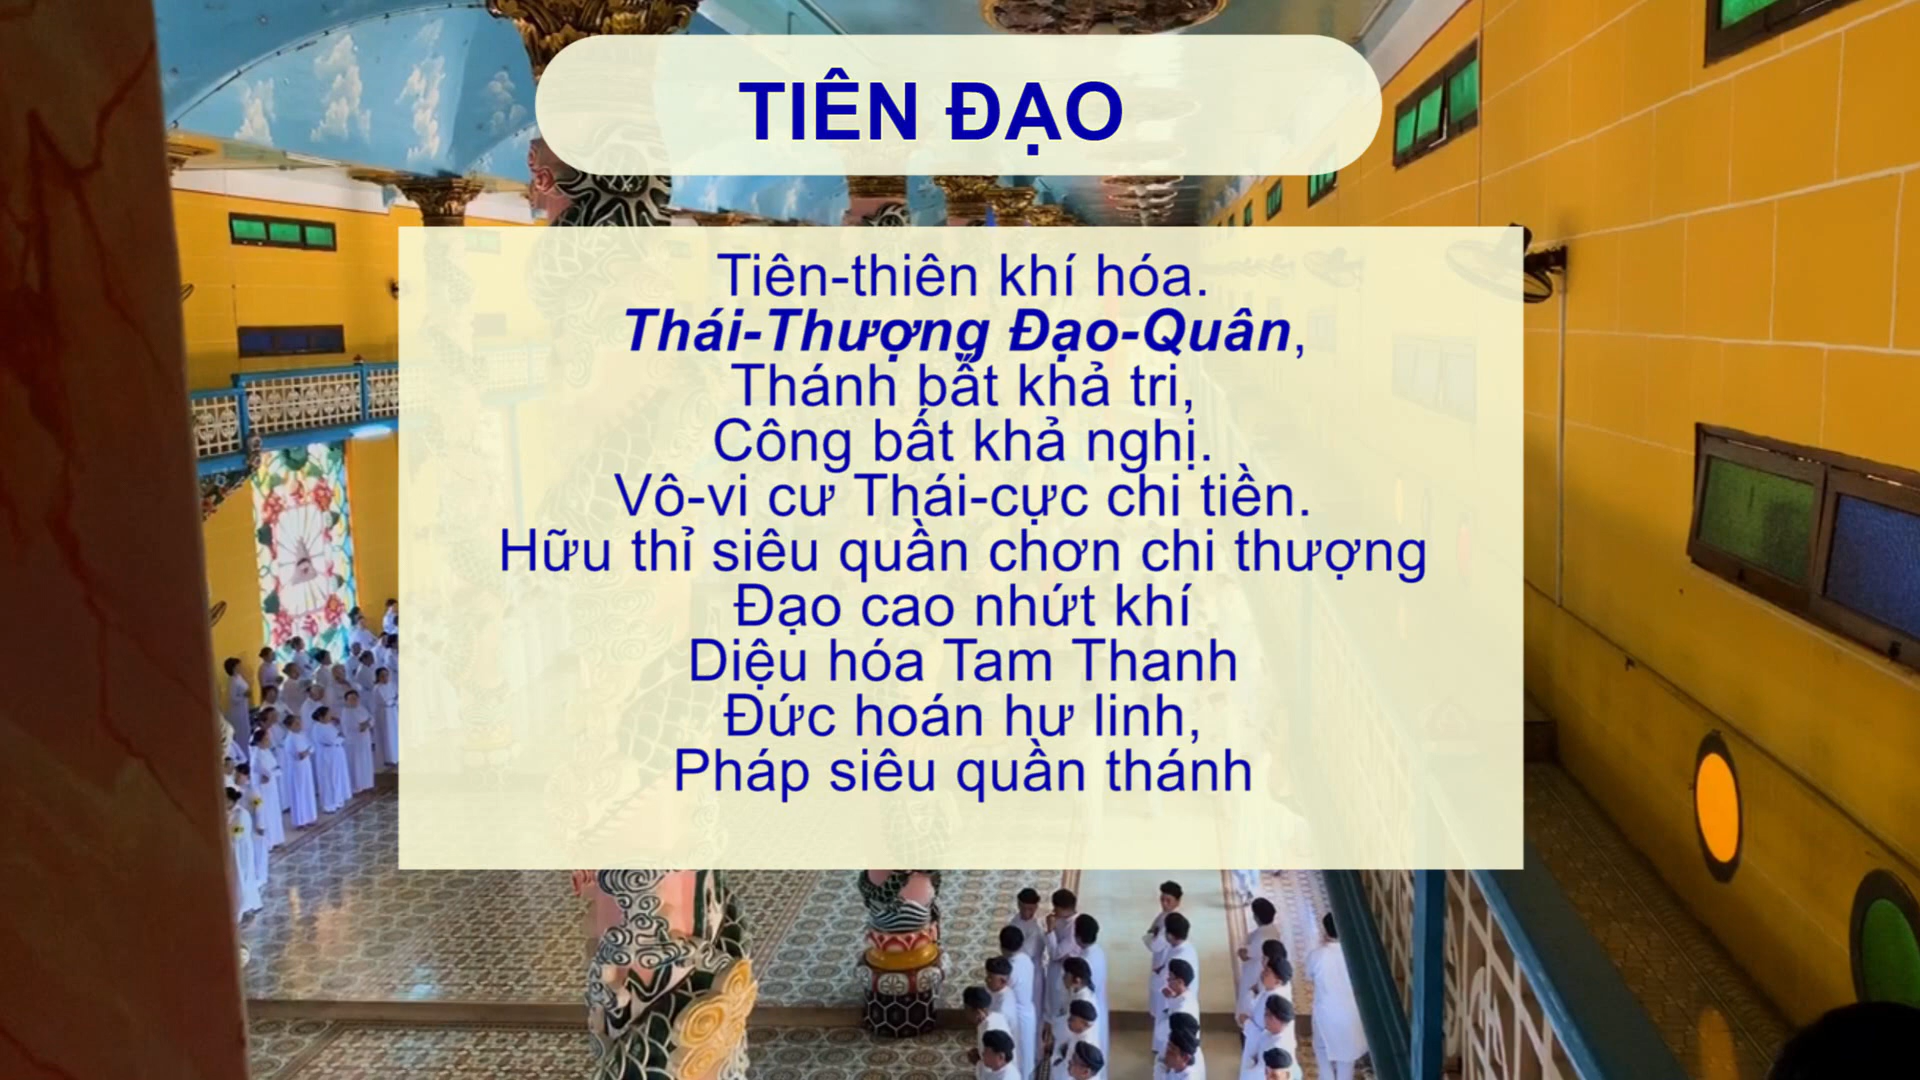 TIÊN ĐẠO
Tiên-thiên khí hóa.
Thái-Thượng Đạo-Quân,
Thánh bất khả tri,
Công bất khả nghị.
Vô-vi cư Thái-cực chi tiền.
Hữu thỉ siêu quần chơn chi thượng
Đạo cao nhứt khí
Diệu hóa Tam Thanh
Đức hoán hư linh,
Pháp siêu quần thánh